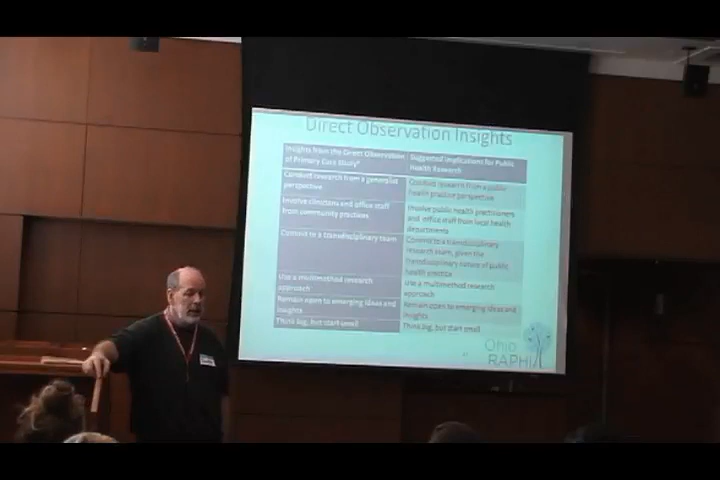 Direct Observation Insights
Insights from the Direct Observation
of Primary Care Study*
Suggested Implications for Public
Health Research
Conduct research from a generalist
perspective
Conduct research from a public
health practice perspective
Involve clinicians and office staff
from community practices
Involve public health practitioners
and office staff from local health
departments
Commit to a transdisciplinary team
Commit to a transdisciplinary
research team, given the
transdisciplinary nature of public
health practice
Use a multimethod research
approach
Use a multimethod research
approach
Remain open to emerging ideas and
insights
Remain open to emerging ideas and
insights
Think big, but start small
Think big, but start small
Ohio
RAPHI